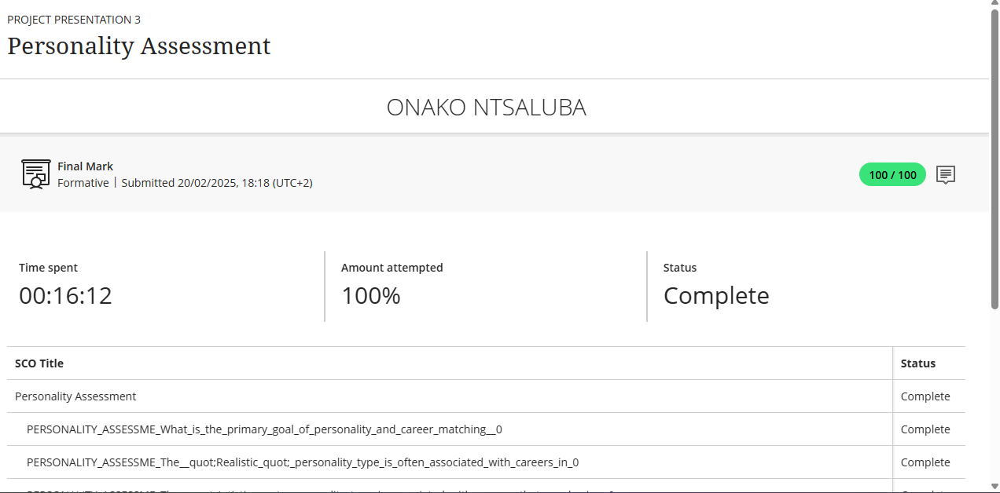 PROJECT PRESENTATION 3
Personality Assessment
ONAKO NTSALUBA
Final Mark
Formative | Submitted 20/02/2025, 18:18 (UTC+2)
100 / 100
Time spent
00:16:12
Amount attempted
100%
Status
Complete
SCO Title Status
Personality Assessment Complete
PERSONALITY_ASSESSME_What_is_the_primary_goal_of_personality_and_career_matching__0 Complete
PERSONALITY_ASSESSME_The__quot;Realistic_quot;_personality_type_is_often_associated_with_careers_in_0 Complete